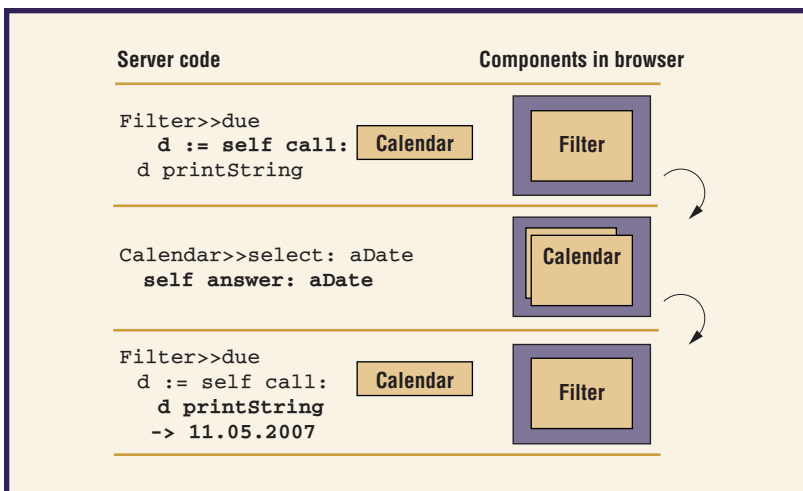 Server code
Components in browser
Filter>>due
d := self call: Calendar
d printString
Filter
Calendar>>select: aDate
self answer: aDate
Calendar
Filter>>due
d := self call: Calendar
d printString
-> 11.05.2007
Filter